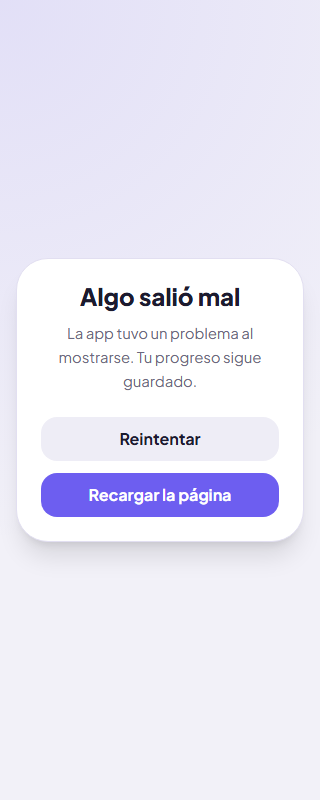 Algo salió mal
La app tuvo un problema al
mostrarse. Tu progreso sigue
guardado.
Reintentar
Recargar la página